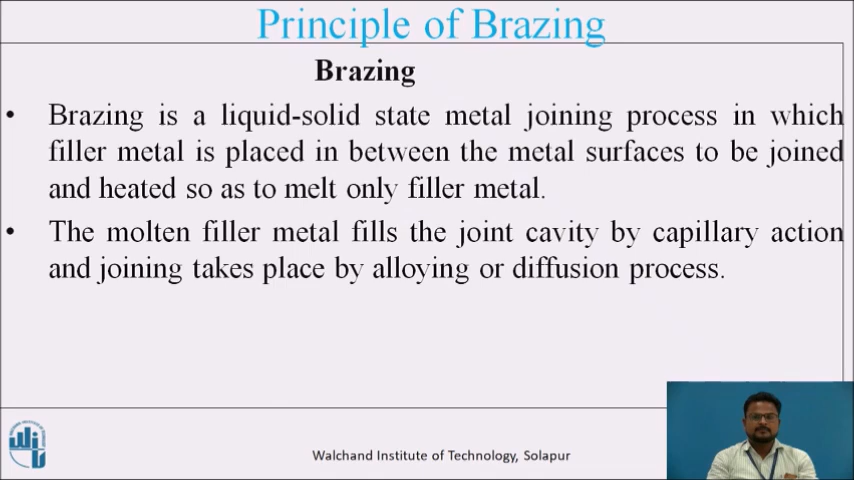 Principle of Brazing
Brazing
• Brazing is a liquid-solid state metal joining process in which
filler metal is placed in between the metal surfaces to be joined
and heated so as to melt only filler metal.
• The molten filler metal fills the joint cavity by capillary action
and joining takes place by alloying or diffusion process.
Walchand Institute of Technology, Solapur